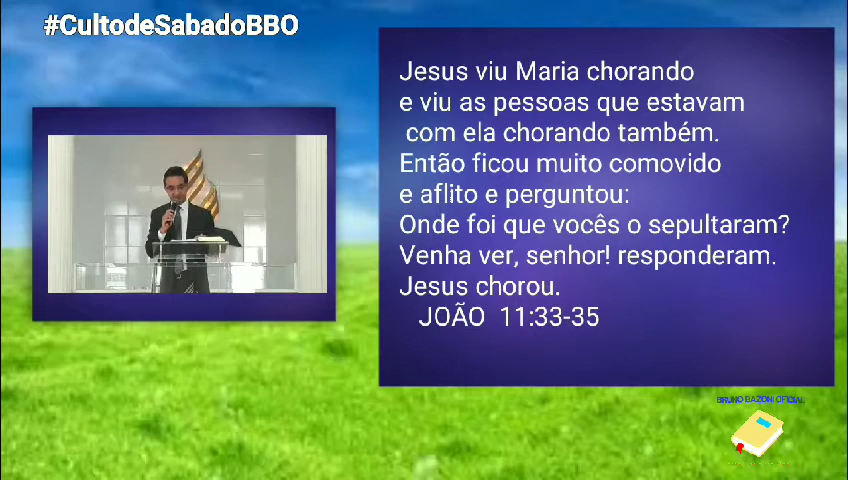 #CultodeSabadoBBO
Jesus viu Maria chorando
e viu as pessoas que estavam
com ela chorando também.
Então ficou muito comovido
e aflito e perguntou:
Onde foi que vocês o sepultaram?
Venha ver, senhor! responderam.
Jesus chorou.
JOÃO 11:33-35
BRUNO BAZONI OFICIAL